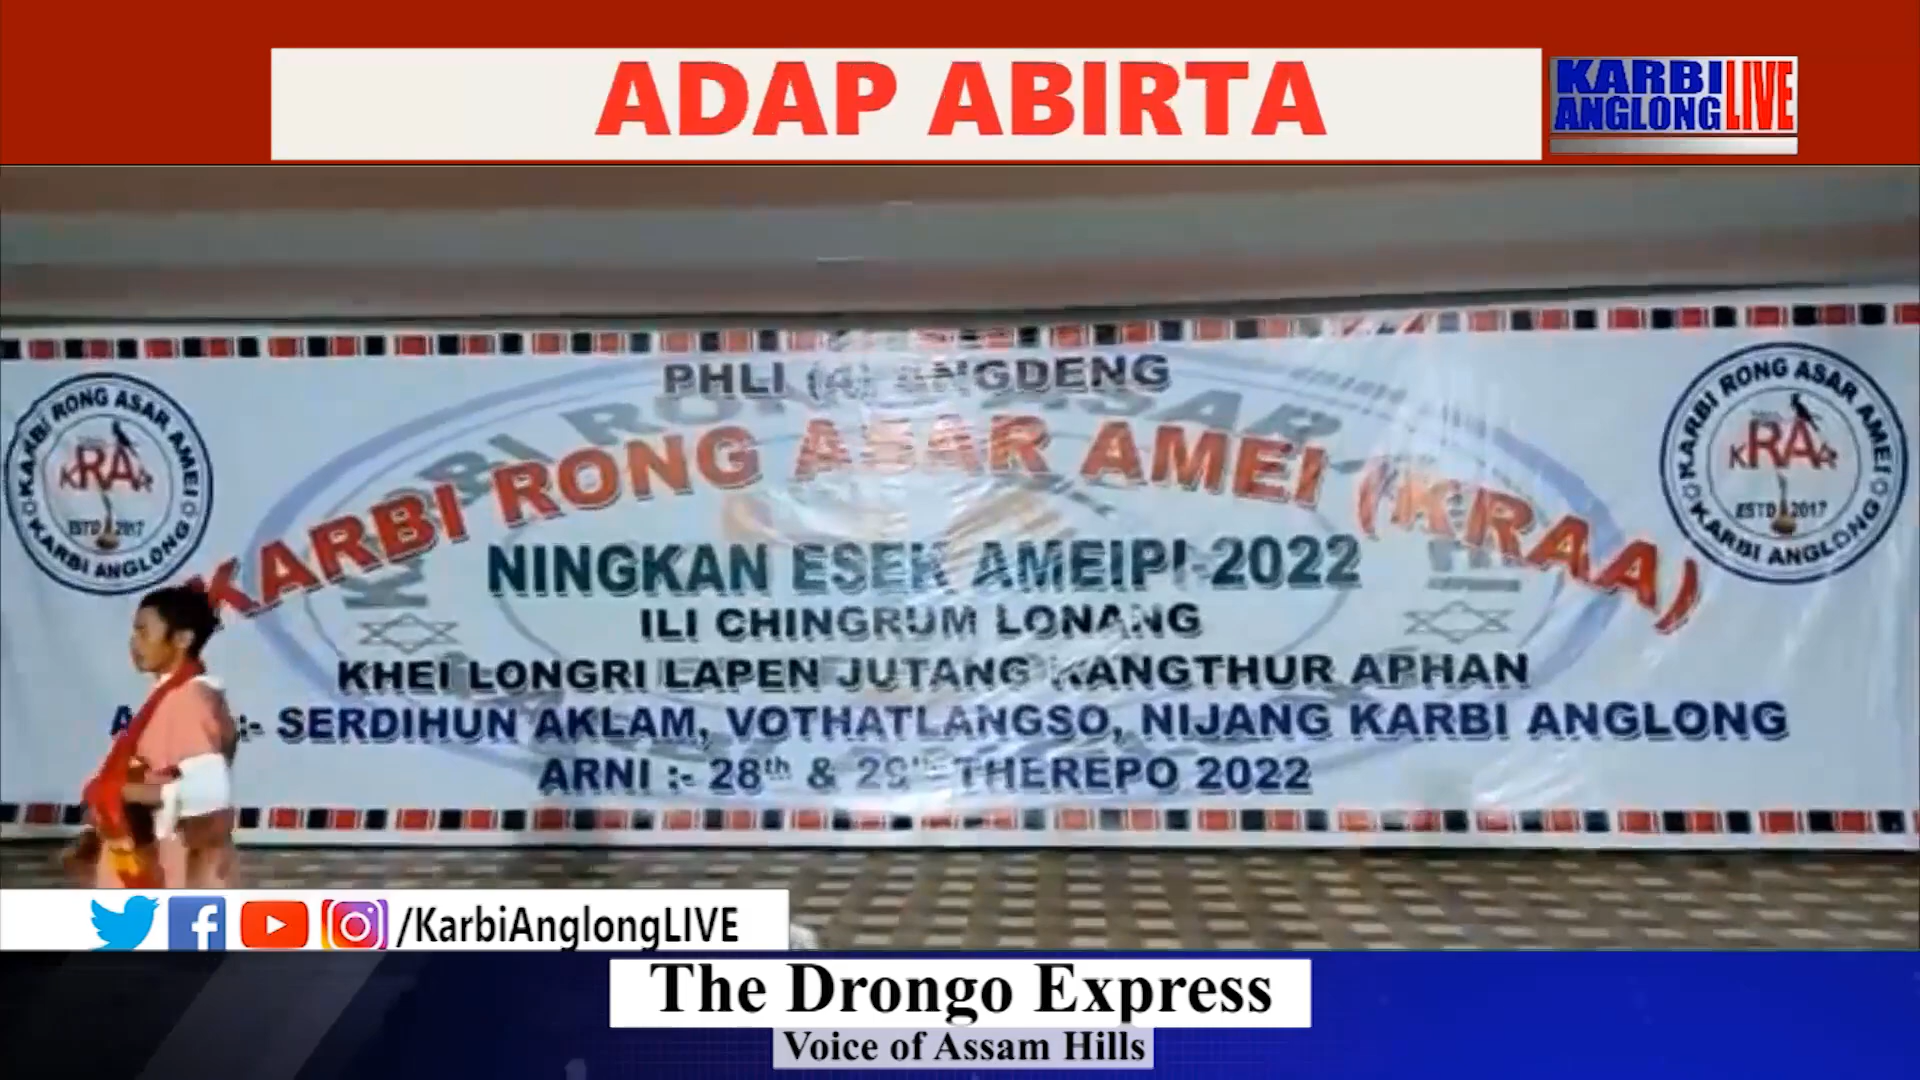 ADAP ABIRTA
KARBI
ANGLONG LIVE
PHLI (4) ANGDENG
KARBI RONG ASAR AMEI (KRAA)
NINGKAN ESEK AMEIPI-2022
ILI CHINGRUM LONANG
KHEI LONGRI LAPEN JUTANG KANGTHUR APHAN
:- SERDIHUN AKLAM, VOTHATLANGSO, NIJANG KARBI ANGLONG
ARNI :- 28th & 29th THEREPO 2022
KARBI RONG ASAR AMEI
KRAA
ESTD 2017
KARBI ANGLONG
KARBI RONG ASAR AMEI
KRAA
ESTD 2017
KARBI ANGLONG
/KarbiAnglongLIVE
The Drongo Express
Voice of Assam Hills